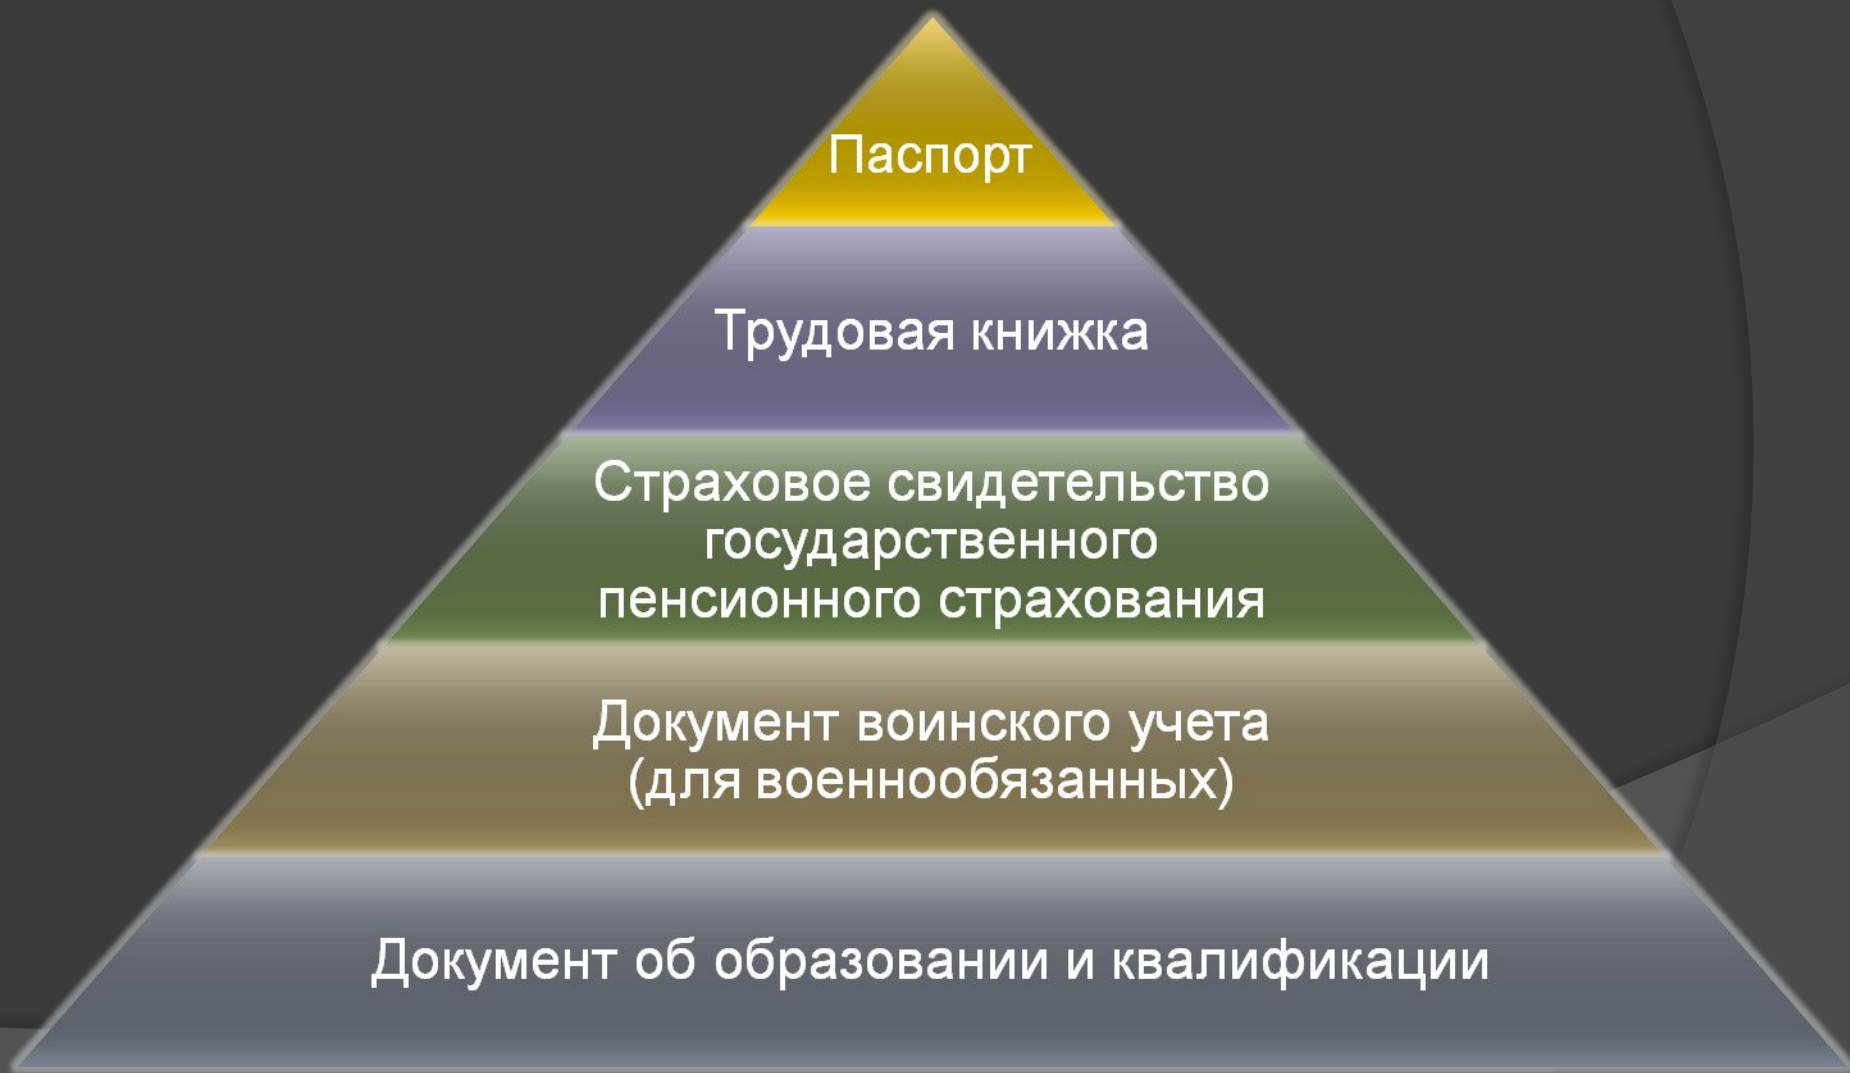 Паспорт
Трудовая книжка
Страховое свидетельство
государственного
пенсионного страхования
Документ воинского учета
(для военнообязанных)
Документ об образовании и квалификации